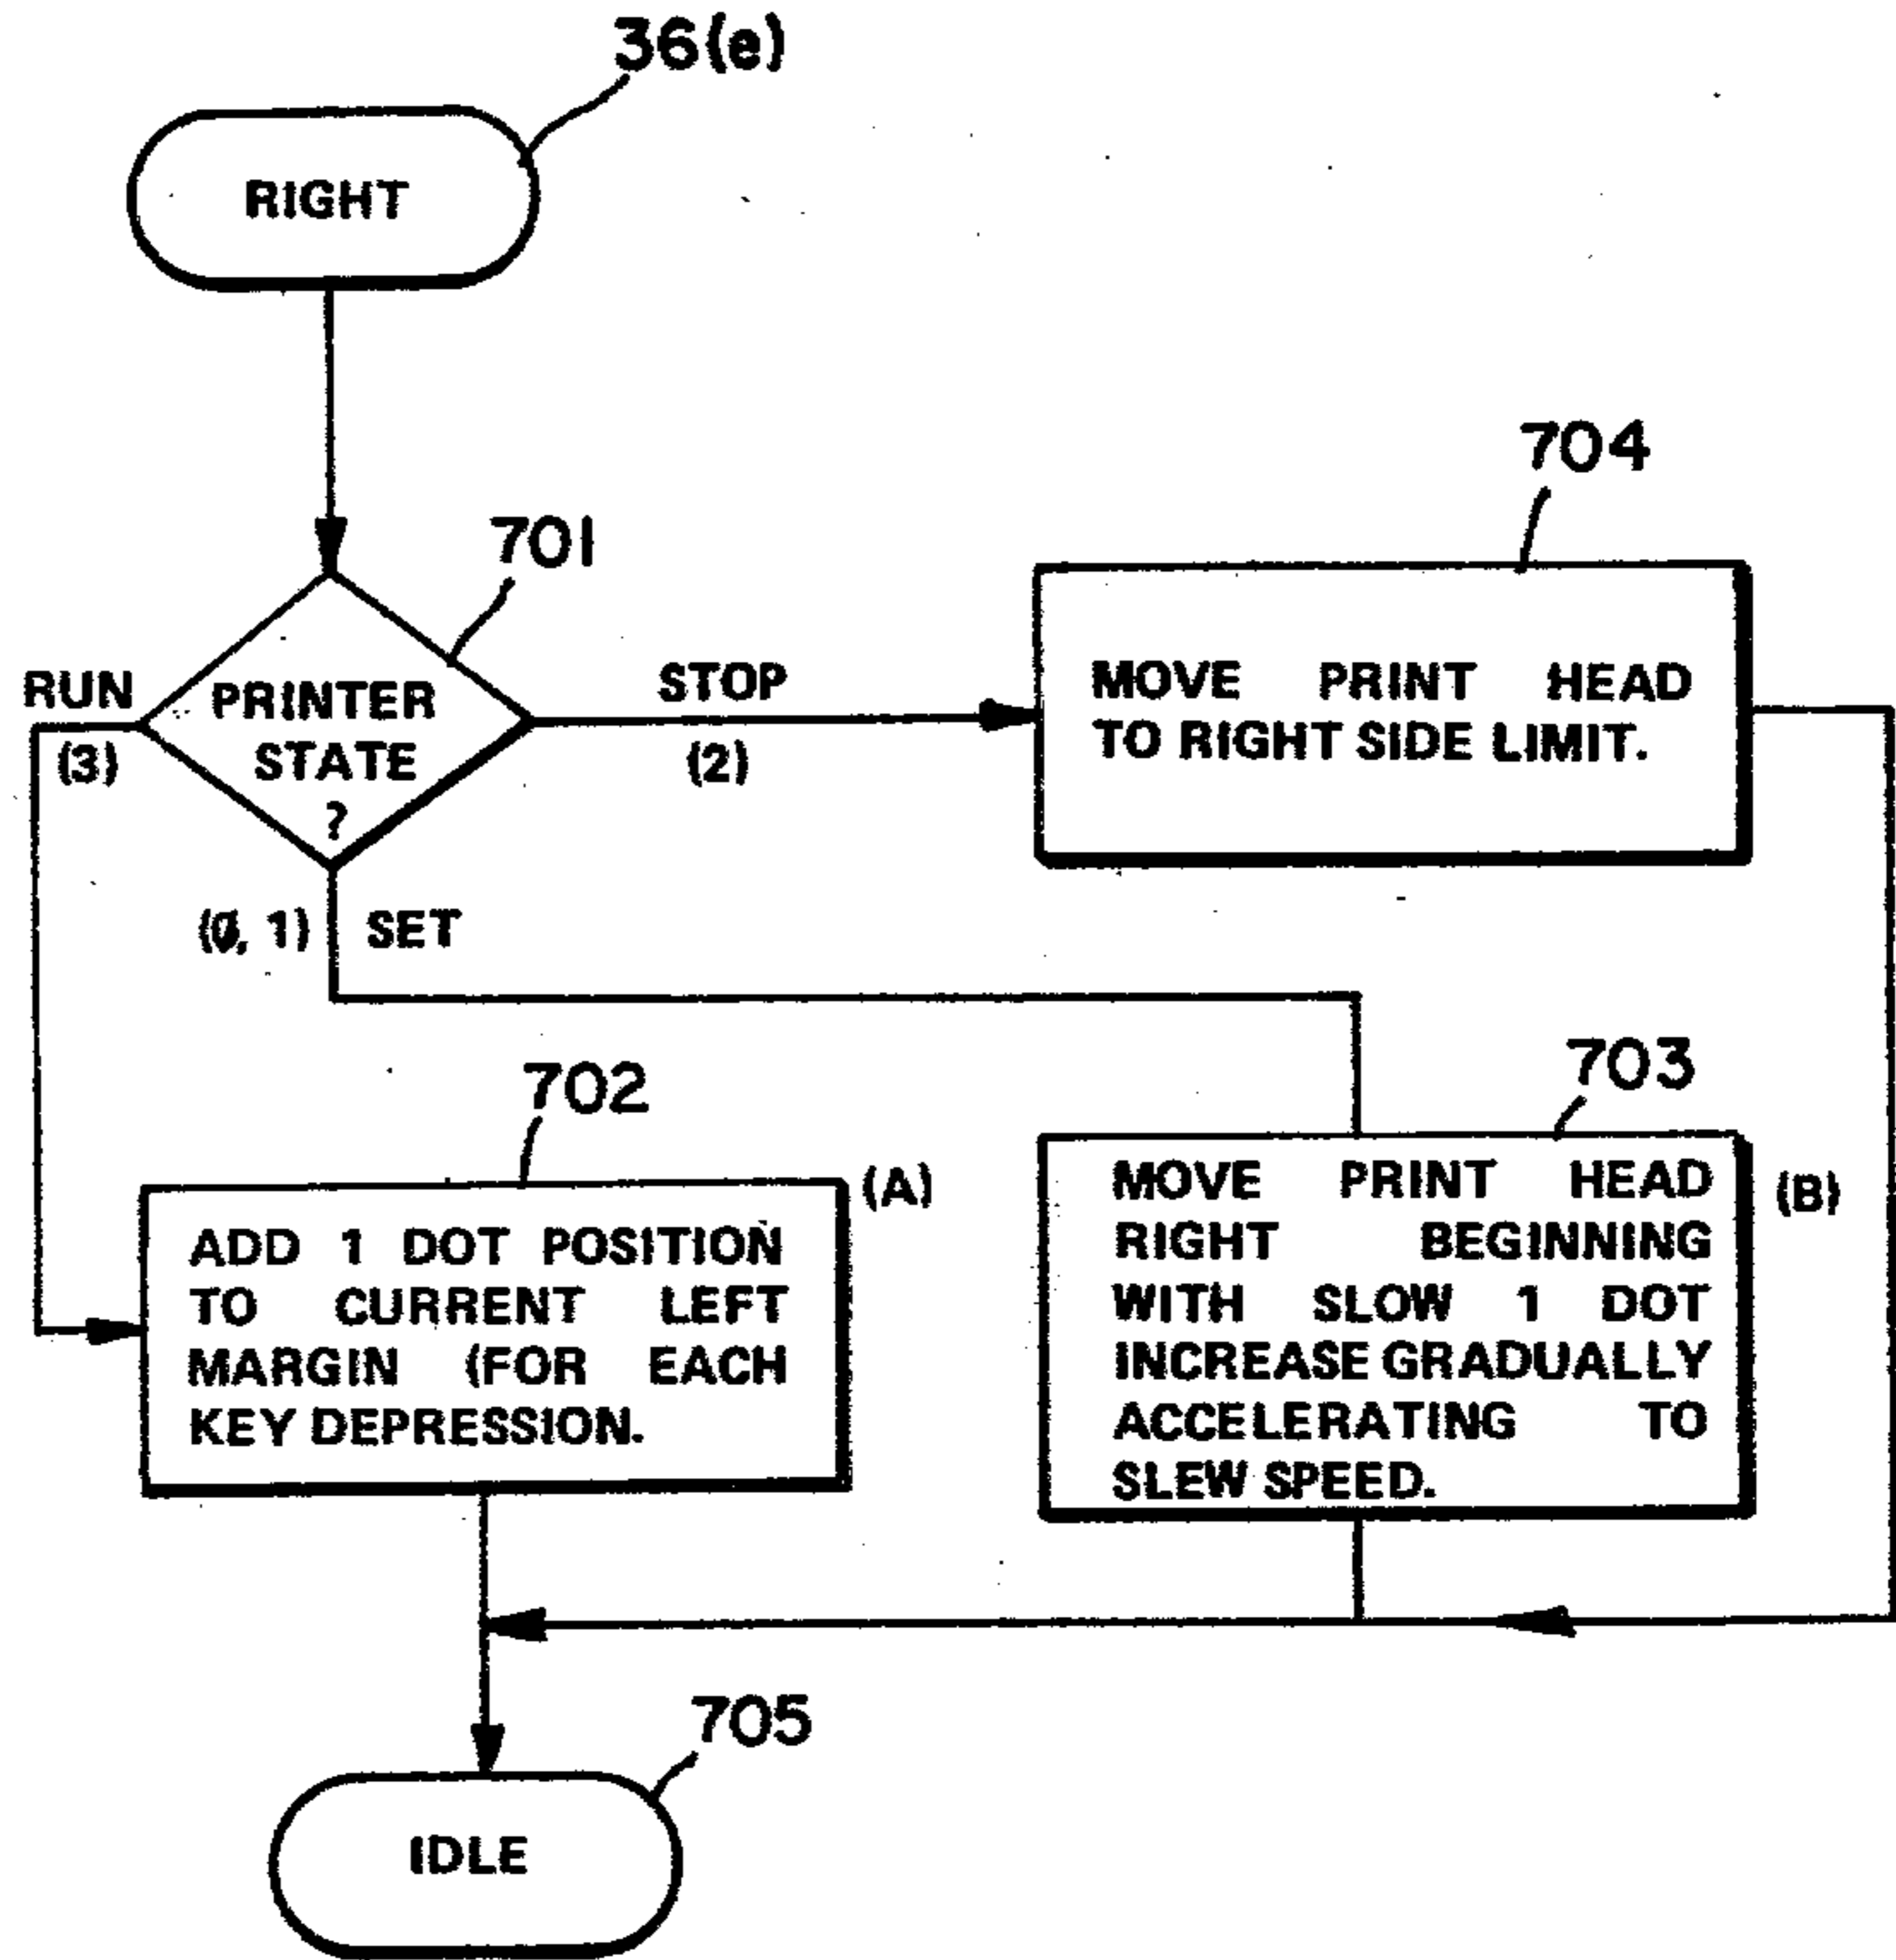 36(e)
RIGHT
701
RUN
(3)
PRINTER
STATE
?
STOP
(2)
704
MOVE PRINT HEAD
TO RIGHT SIDE LIMIT.
(Ø, 1) SET
702
(A)
ADD 1 DOT POSITION
TO CURRENT LEFT
MARGIN (FOR EACH
KEY DEPRESSION.
703
(B)
MOVE PRINT HEAD
RIGHT BEGINNING
WITH SLOW 1 DOT
INCREASE GRADUALLY
ACCELERATING TO
SLEW SPEED.
705
IDLE